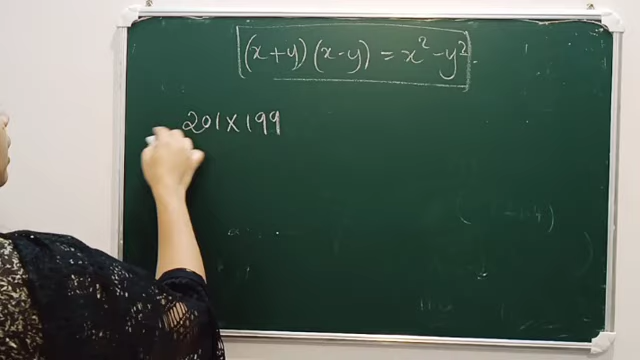 (x+y)(x-y) = x² - y²
201 x 199